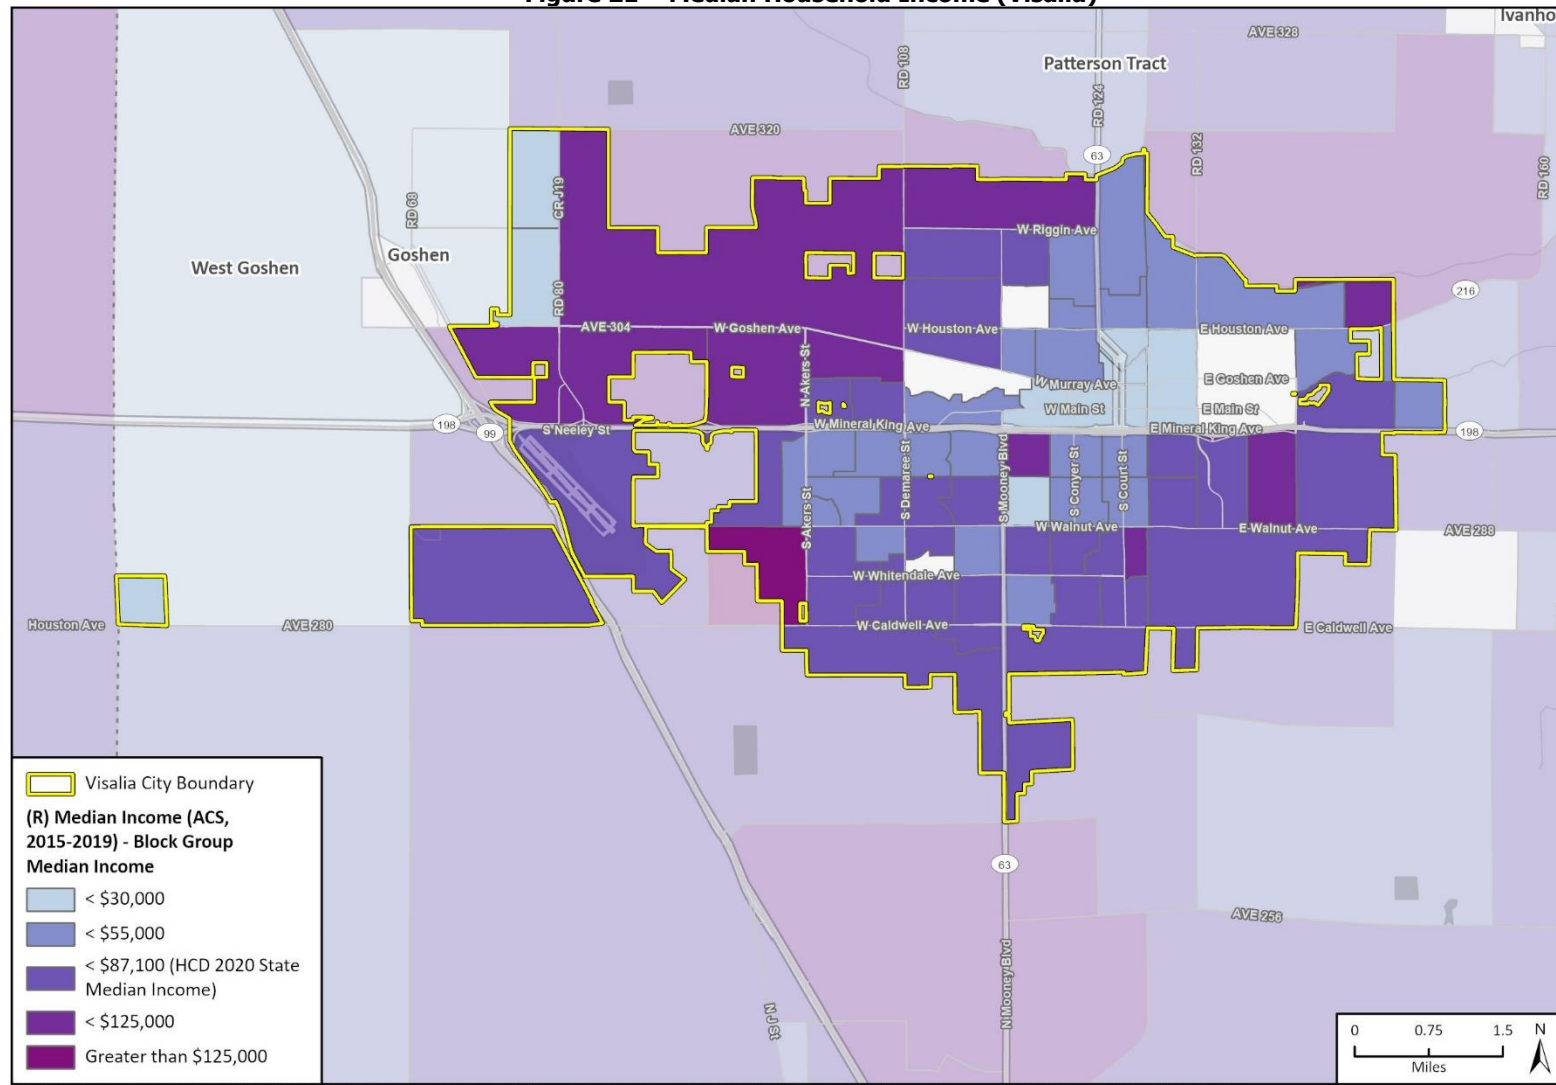 Figure 22 – Median Household Income (Visalia)
Ivanho
AVE 328
Patterson Tract
RD 108
RD 124
AVE 320
63
RD 132
RD 160
CR J19
RD 68
W Riggin Ave
Goshen
West Goshen
216
RD 80
AVE 304
W Goshen Ave
W Houston Ave
E Houston Ave
N Akers St
W Murray Ave
E Goshen Ave
W Main St
E Main St
198
99
S Neeley St
W Mineral King Ave
E Mineral King Ave
198
S Demaree St
S Mooney Blvd
S Conyer St
S Court St
S Akers St
W Walnut Ave
E Walnut Ave
AVE 288
W Whitendale Ave
Houston Ave
AVE 280
W Caldwell Ave
E Caldwell Ave
63
AVE 256
N Mooney Blvd
N J St
Visalia City Boundary
(R) Median Income (ACS,
2015-2019) - Block Group
Median Income
< $30,000
< $55,000
< $87,100 (HCD 2020 State
Median Income)
< $125,000
Greater than $125,000
0 0.75 1.5 N
Miles